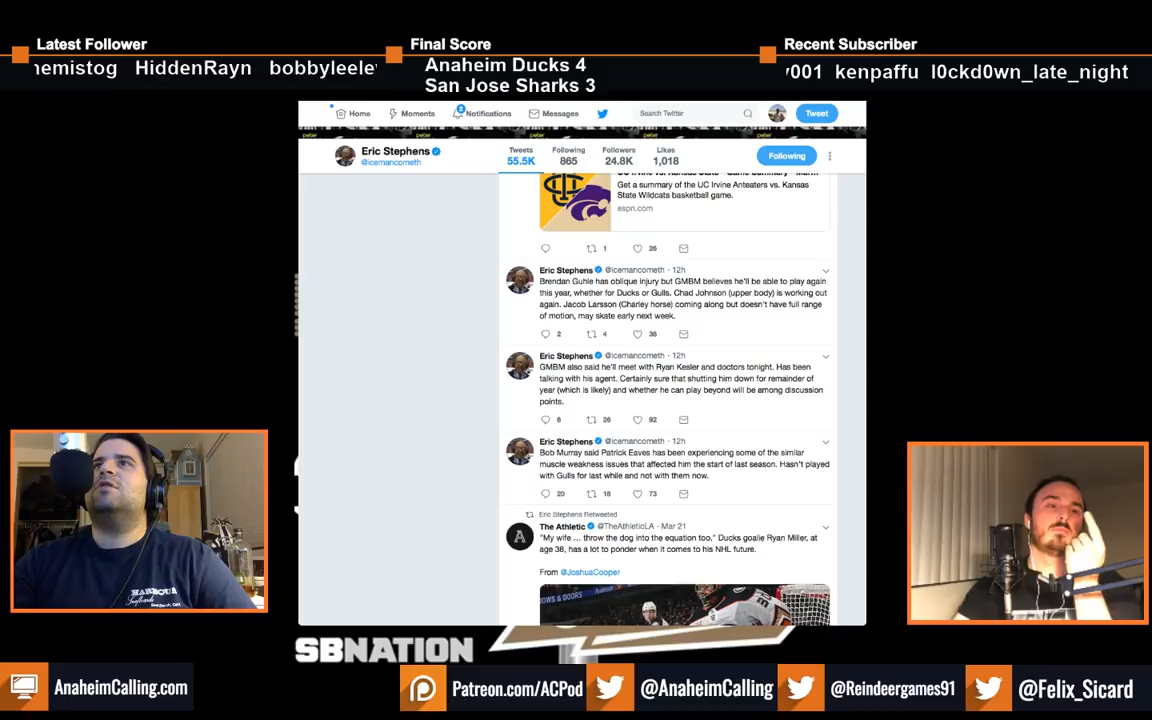 Latest Follower
Final Score
Recent Subscriber
HiddenRayn
Anaheim Ducks 4
San Jose Sharks 3
kenpaffu l0ckd0wn_late_night
Home
Moments
2
Notifications
Messages
Search Twitter
Tweet
peter peter peter peter peter
Eric Stephens
@icemancometh
Tweets
55.5K
Following
865
Followers
24.8K
Likes
1,018
Following
Get a summary of the UC Irvine Anteaters vs. Kansas
State Wildcats basketball game.
espn.com
1 26
Eric Stephens @icemancometh · 12h
Brendan Guhle has oblique injury but GMBM believes he'll be able to play again
this year, whether for Ducks or Gulls. Chad Johnson (upper body) is working out
again. Jacob Larsson (Charley horse) coming along but doesn't have full range
of motion, may skate early next week.
2 4 36
Eric Stephens @icemancometh · 12h
GMBM also said he'll meet with Ryan Kesler and doctors tonight. Has been
talking with his agent. Certainly sure that shutting him down for remainder of
year (which is likely) and whether he can play beyond will be among discussion
points.
6 26 92
Eric Stephens @icemancometh · 12h
Bob Murray said Patrick Eaves has been experiencing some of the similar
muscle weakness issues that affected him the start of last season. Hasn't played
with Gulls for last while and not with them now.
20 18 73
Eric Stephens Retweeted
A
The Athletic @TheAthleticLA · Mar 21
"My wife ... throw the dog into the equation too." Ducks goalie Ryan Miller, at
age 38, has a lot to ponder when it comes to his NHL future.
From @JoshuaCooper
OWS & DOORS
HARBOUR
Surfboards
SBNATION
AnaheimCalling.com
Patreon.com/ACPod
@AnaheimCalling
@Reindeergames91
@Felix_Sicard